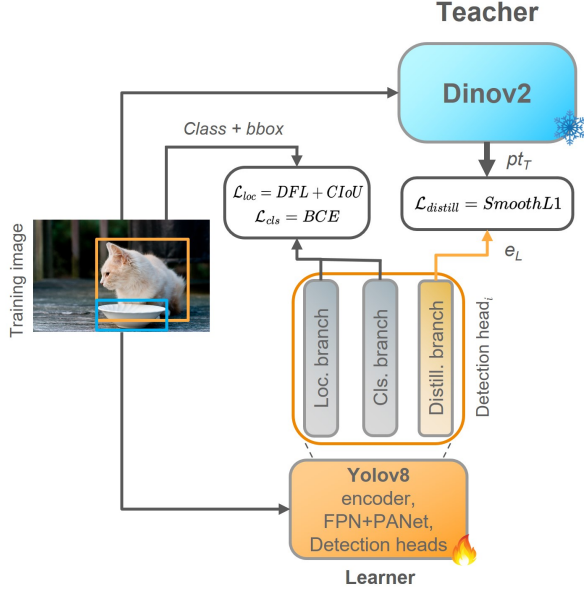 Teacher
Dinov2
Class + bbox
pt_T
ℒ_loc = DFL + CIoU
ℒ_cls = BCE
ℒ_distill = SmoothL1
e_L
Training image
Loc. branch
Cls. branch
Distill. branch
Detection head_i
Yolov8
encoder,
FPN+PANet,
Detection heads
Learner